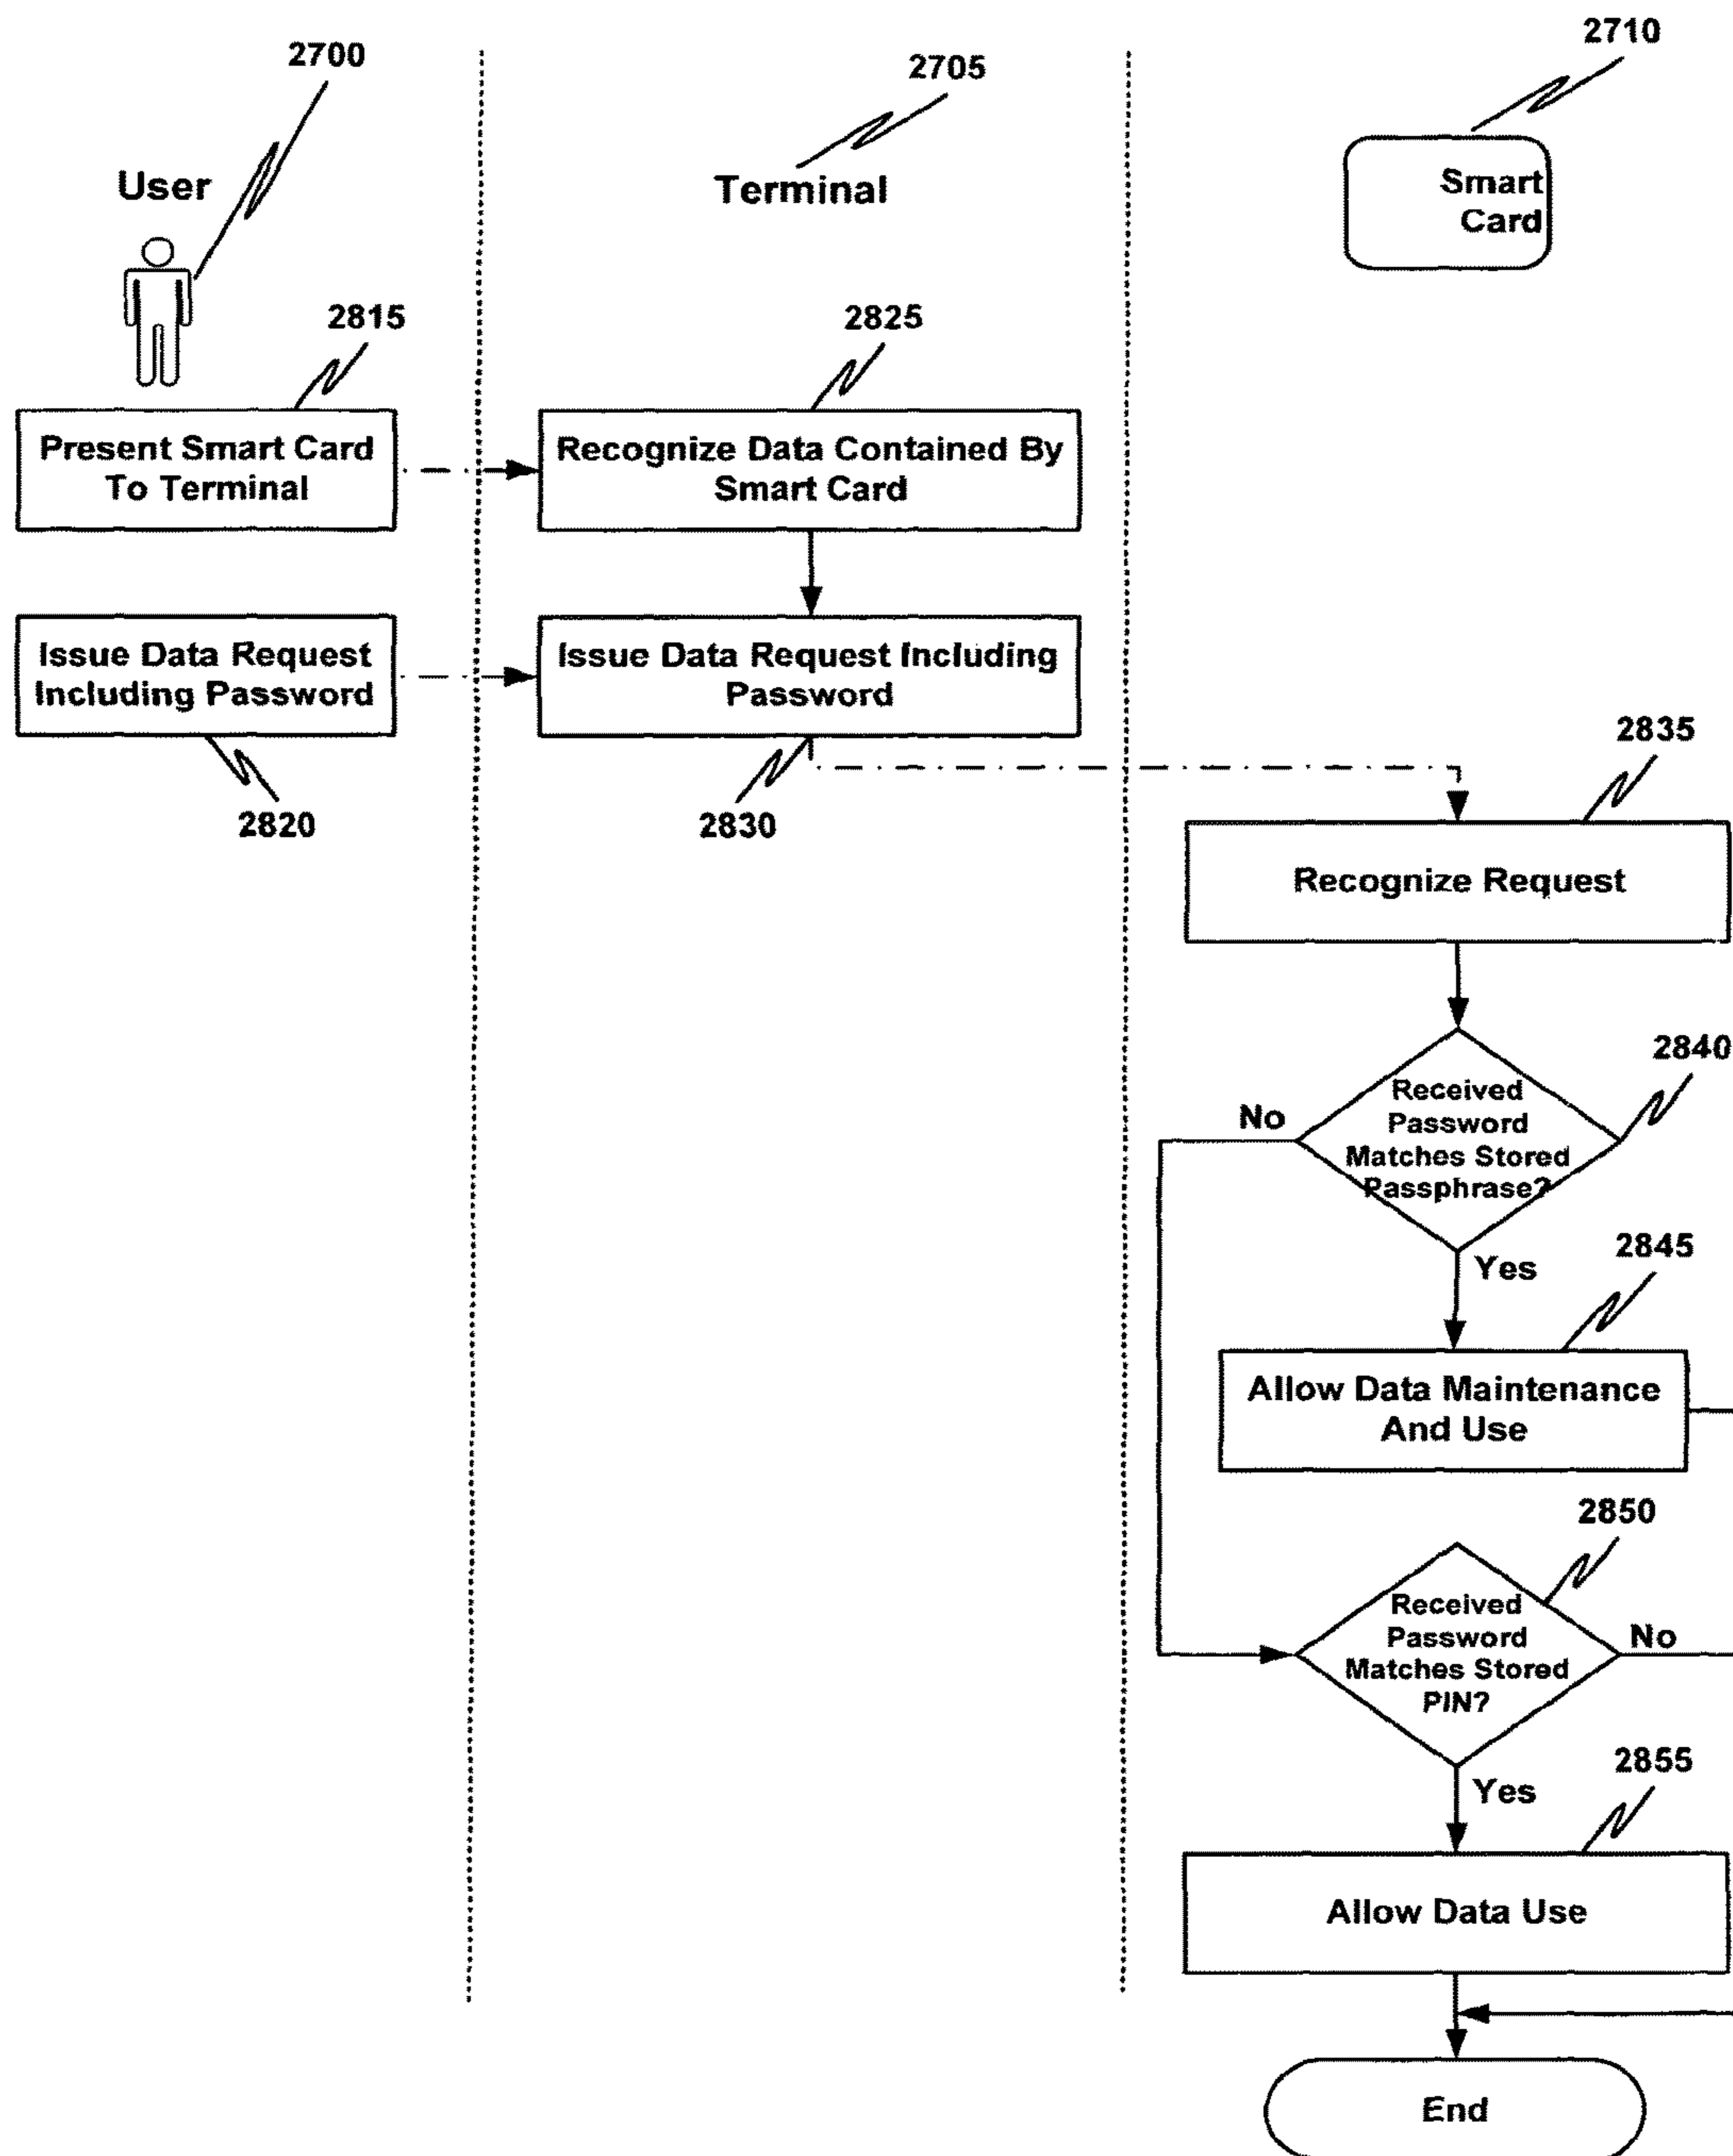 2700
2705
2710
User
Terminal
Smart
Card
2815
2825
Present Smart Card
To Terminal
Recognize Data Contained By
Smart Card
Issue Data Request
Including Password
Issue Data Request Including
Password
2820
2830
2835
Recognize Request
2840
Received
Password
Matches Stored
Passphrase?
No
Yes
2845
Allow Data Maintenance
And Use
2850
Received
Password
Matches Stored
PIN?
No
Yes
2855
Allow Data Use
End